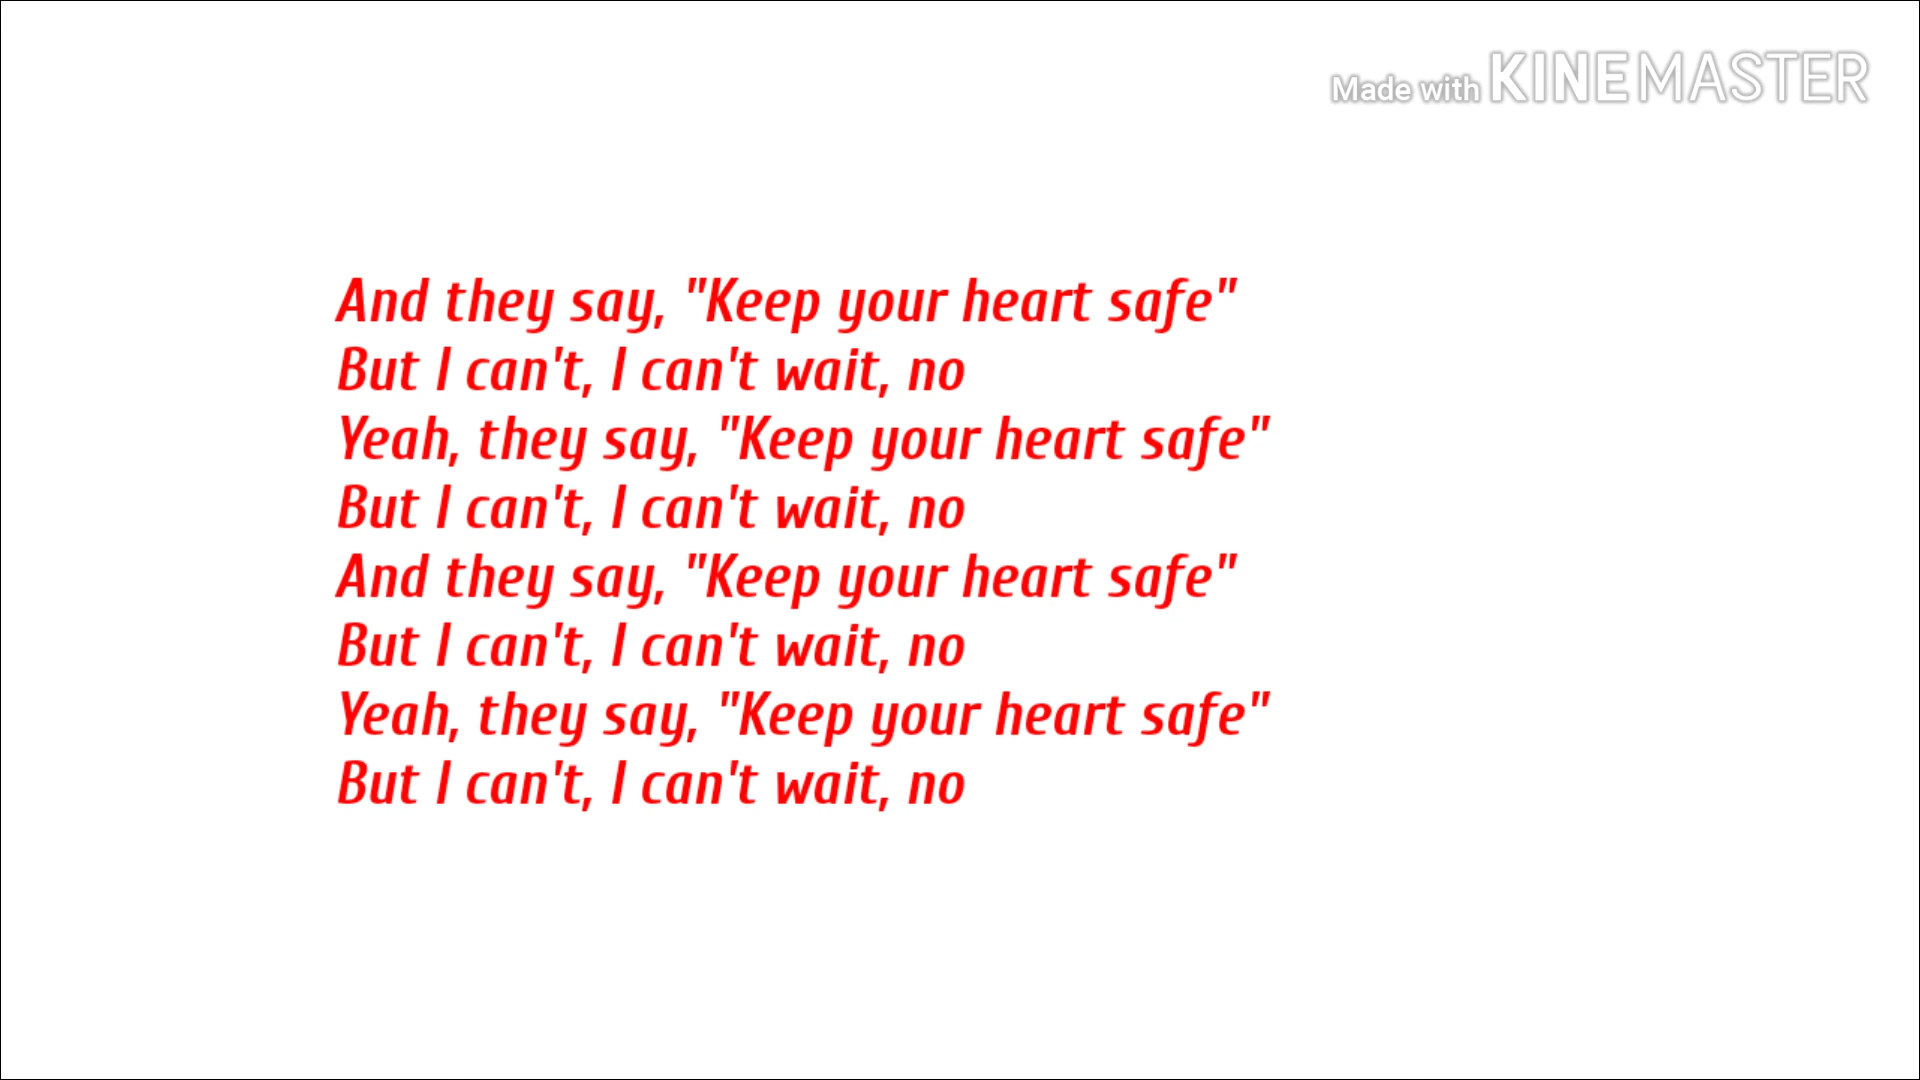 Made with KINEMASTER
And they say, "Keep your heart safe"
But I can't, I can't wait, no
Yeah, they say, "Keep your heart safe"
But I can't, I can't wait, no
And they say, "Keep your heart safe"
But I can't, I can't wait, no
Yeah, they say, "Keep your heart safe"
But I can't, I can't wait, no